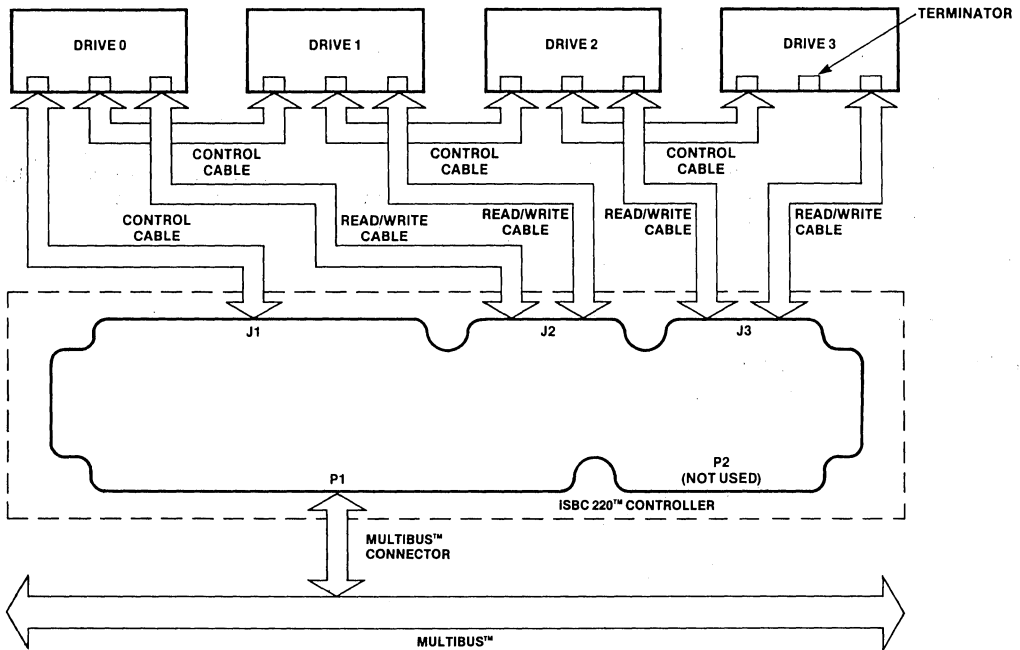 TERMINATOR
DRIVE 0
DRIVE 1
DRIVE 2
DRIVE 3
CONTROL
CABLE
CONTROL
CABLE
CONTROL
CABLE
CONTROL
CABLE
READ/WRITE
CABLE
READ/WRITE
CABLE
READ/WRITE
CABLE
READ/WRITE
CABLE
J1
J2
J3
P1
P2
(NOT USED)
iSBC 220™ CONTROLLER
MULTIBUS™
CONNECTOR
MULTIBUS™